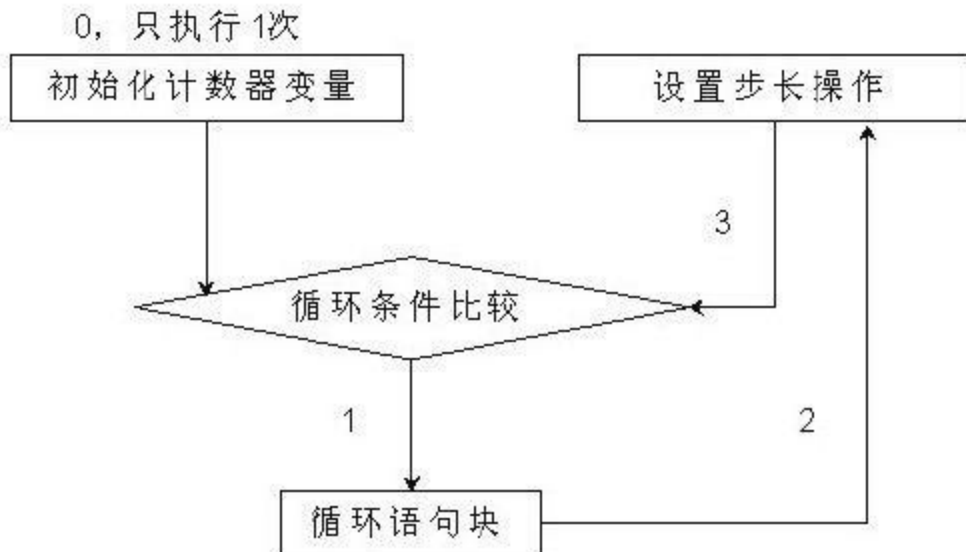 0，只执行1次
初始化计数器变量
设置步长操作
3
循环条件比较
1
2
循环语句块